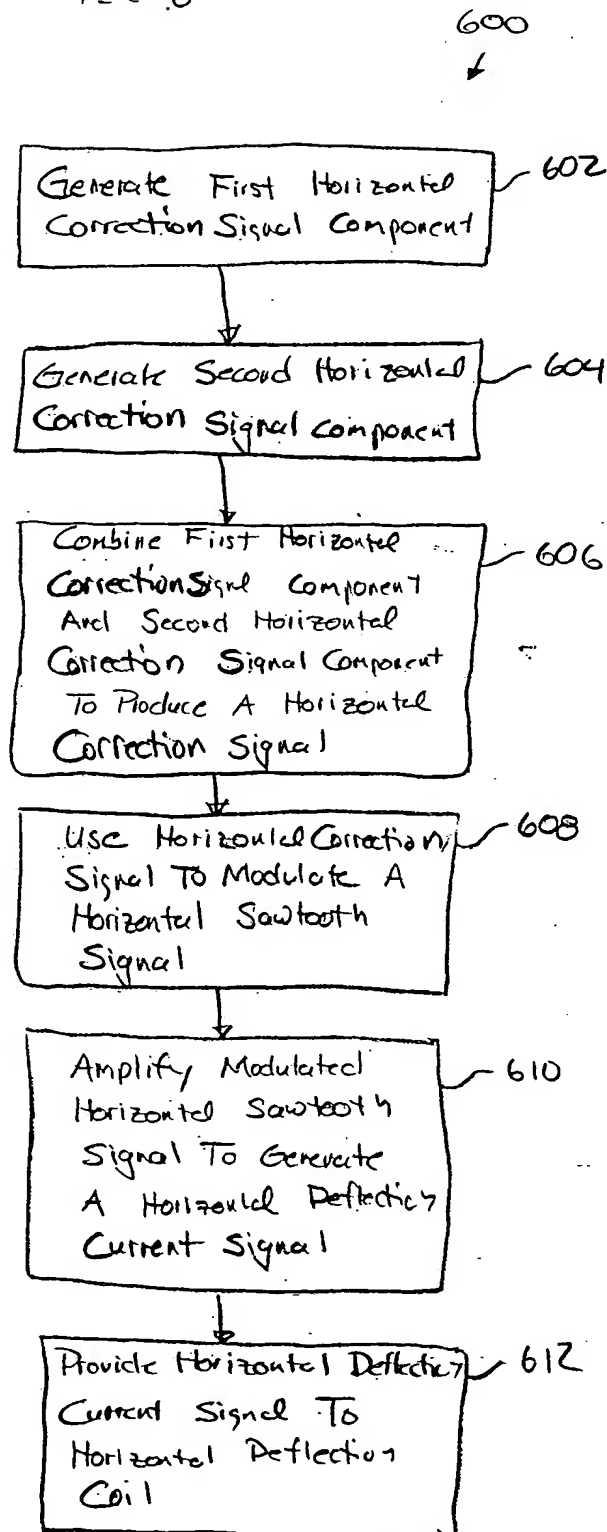 600
Generate First Horizontal
Correction Signal Component
602
Generate Second Horizontal
Correction Signal Component
604
Combine First Horizontal
Correction Signal Component
And Second Horizontal
Correction Signal Component
To Produce A Horizontal
Correction Signal
606
Use Horizontal Correction
Signal To Modulate A
Horizontal Sawtooth
Signal
608
Amplify Modulated
Horizontal Sawtooth
Signal To Generate
A Horizontal Deflection
Current Signal
610
Provide Horizontal Deflection
Current Signal To
Horizontal Deflection
Coil
612